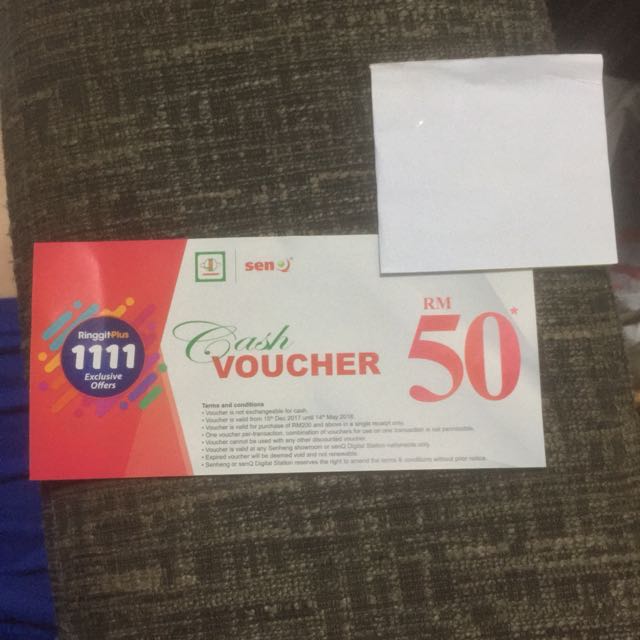 senQ
RM
50*
Cash
VOUCHER
RinggitPlus
1111
Exclusive
Offers
Terms and conditions
• Voucher is not exchangeable for cash.
• Voucher is valid from 15th Dec 2017 until 14th May 2018
• Voucher is valid for purchase of RM200 and above in a single receipt only.
• One voucher per-transaction, combination of vouchers for use on one transaction is not permissible.
• Voucher cannot be used with any other discounted voucher.
• Voucher is valid at any Senheng showroom or senQ Digital Station nationwide only.
• Expired voucher will be deemed void and not renewable.
• Senheng or senQ Digital Station reserves the right to amend the terms & conditions without prior notice.